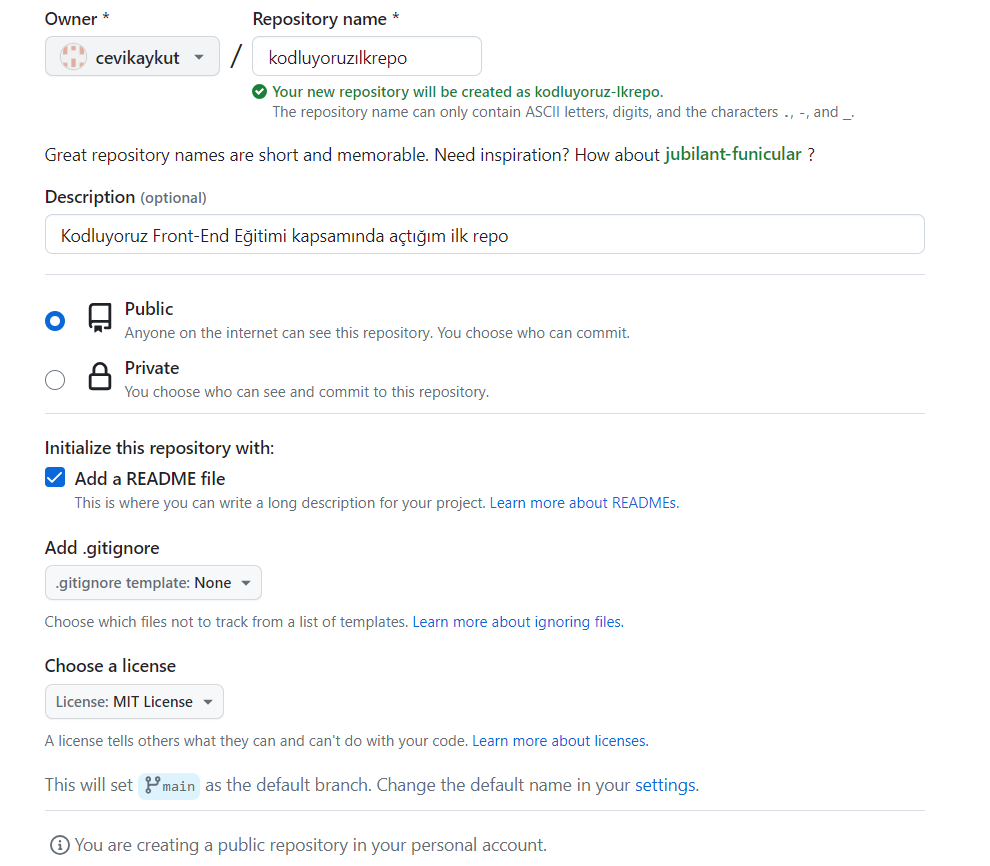 Owner * Repository name *
cevikaykut / kodluyoruzılkrepo
Your new repository will be created as kodluyoruz-lkrepo.
The repository name can only contain ASCII letters, digits, and the characters ., -, and _.
Great repository names are short and memorable. Need inspiration? How about jubilant-funicular ?
Description (optional)
Kodluyoruz Front-End Eğitimi kapsamında açtığım ilk repo
Public
Anyone on the internet can see this repository. You choose who can commit.
Private
You choose who can see and commit to this repository.
Initialize this repository with:
Add a README file
This is where you can write a long description for your project. Learn more about READMEs.
Add .gitignore
.gitignore template: None
Choose which files not to track from a list of templates. Learn more about ignoring files.
Choose a license
License: MIT License
A license tells others what they can and can't do with your code. Learn more about licenses.
This will set main as the default branch. Change the default name in your settings.
You are creating a public repository in your personal account.